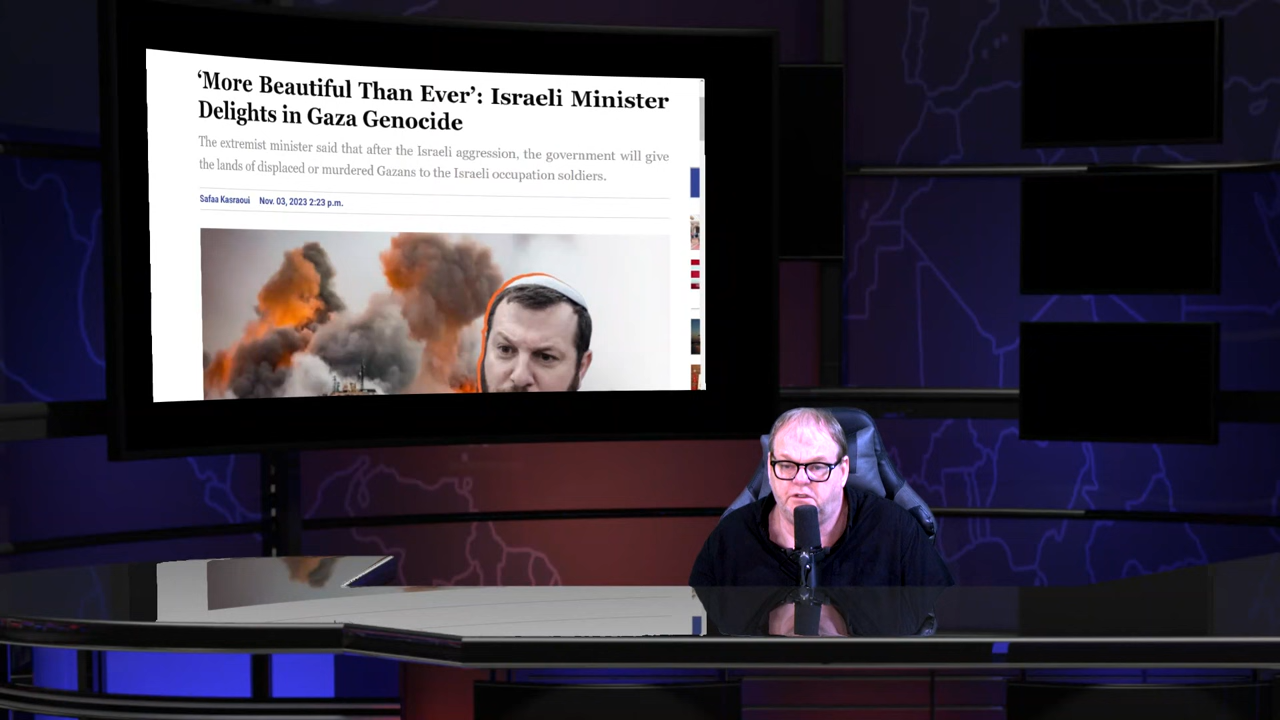 ‘More Beautiful Than Ever’: Israeli Minister
Delights in Gaza Genocide
The extremist minister said that after the Israeli aggression, the government will give
the lands of displaced or murdered Gazans to the Israeli occupation soldiers.
Safaa Kasraoui Nov. 03, 2023 2:23 p.m.